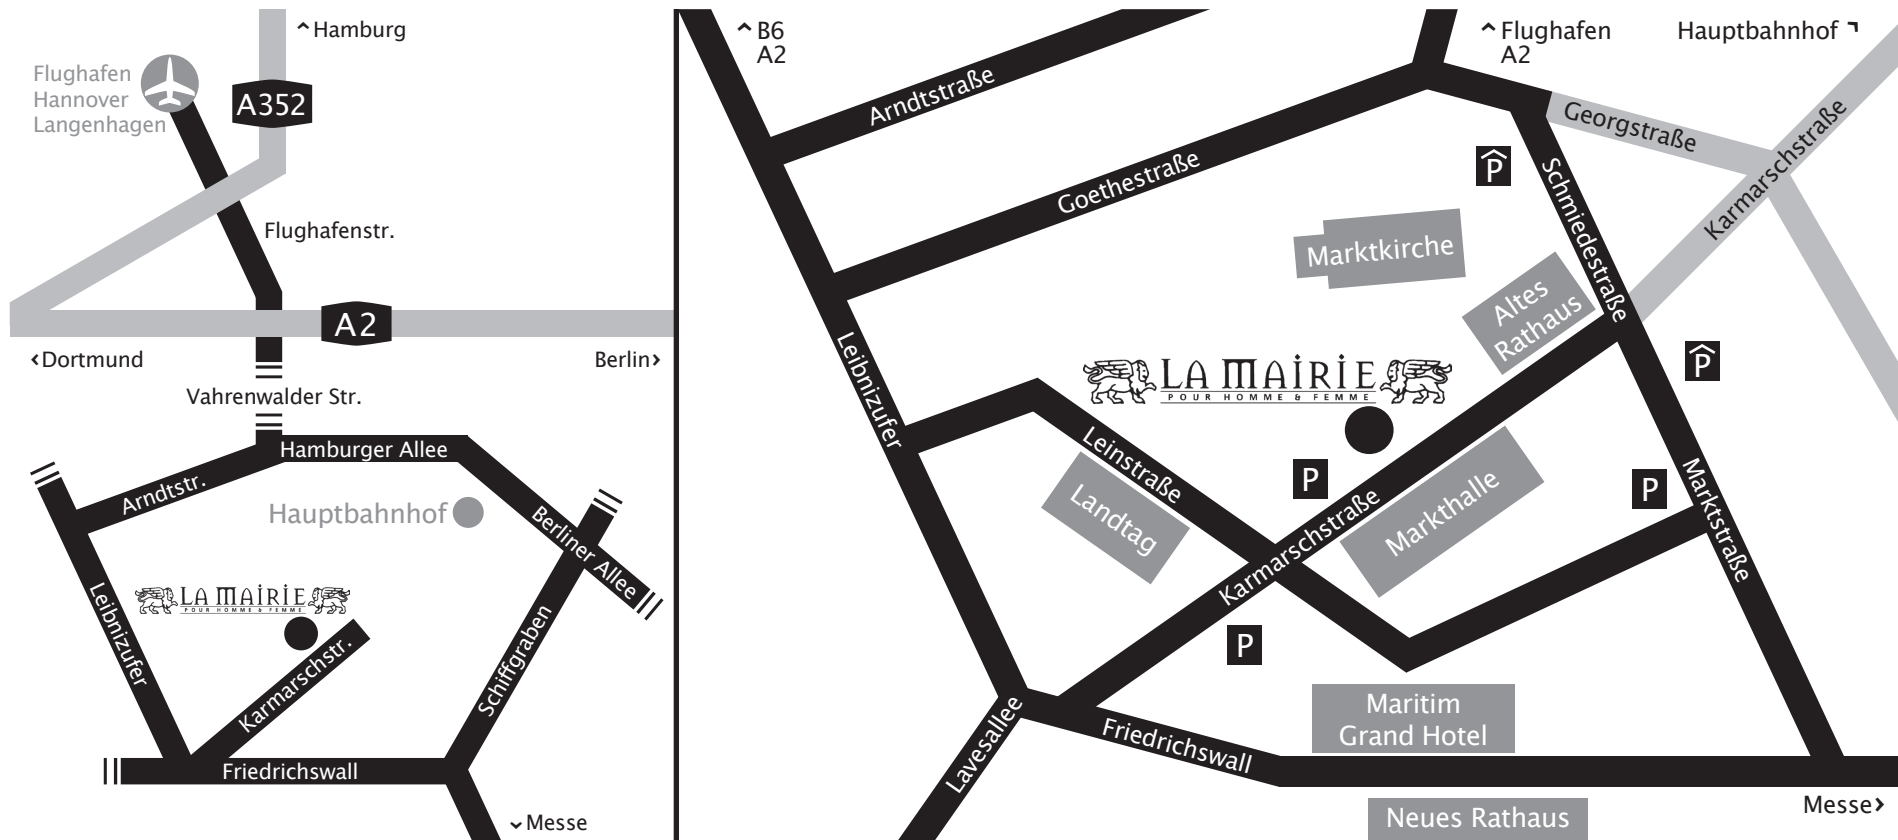 ^Hamburg
Flughafen
Hannover
Langenhagen
A352
Flughafenstr.
A2
‹Dortmund
Berlin›
Vahrenwalder Str.
Hamburger Allee
Arndtstr.
Hauptbahnhof
Berliner Allee
Leibnizufer
LA MAIRIE
POUR HOMME & FEMME
Schiffgraben
Karmarschstr.
Friedrichswall
⌄Messe
^B6
A2
^Flughafen
A2
Hauptbahnhof ¬
Arndtstraße
Georgstraße
Karmarschstraße
Goethestraße
P
Schmiedestraße
Marktkirche
Altes
Rathaus
Leibnizufer
P
LA MAIRIE
POUR HOMME & FEMME
Leinstraße
P
Landtag
Markthalle
P
Marktstraße
Karmarschstraße
P
Maritim
Grand Hotel
Lavesallee
Friedrichswall
Neues Rathaus
Messe›